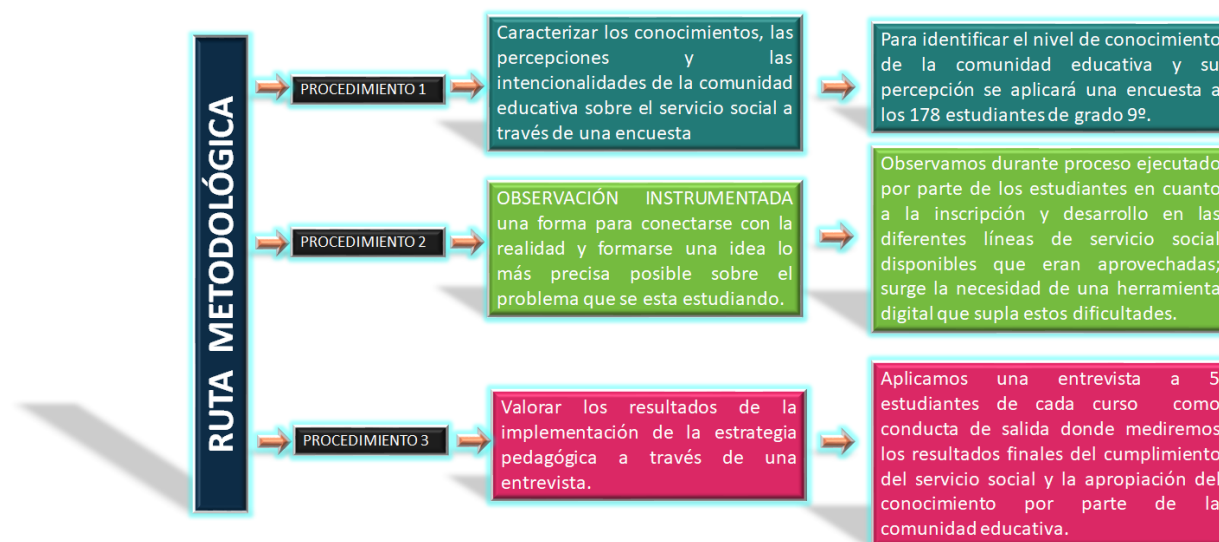 RUTA METODOLÓGICA
PROCEDIMIENTO 1
Caracterizar los conocimientos, las
percepciones y las
intencionalidades de la comunidad
educativa sobre el servicio social a
través de una encuesta
Para identificar el nivel de conocimiento
de la comunidad educativa y su
percepción se aplicará una encuesta a
los 178 estudiantes de grado 9º.
PROCEDIMIENTO 2
OBSERVACIÓN INSTRUMENTADA
una forma para conectarse con la
realidad y formarse una idea lo
más precisa posible sobre el
problema que se esta estudiando.
Observamos durante proceso ejecutado
por parte de los estudiantes en cuanto
a la inscripción y desarrollo en las
diferentes líneas de servicio social
disponibles que eran aprovechadas;
surge la necesidad de una herramienta
digital que supla estos dificultades.
PROCEDIMIENTO 3
Valorar los resultados de la
implementación de la estrategia
pedagógica a través de una
entrevista.
Aplicamos una entrevista a 5
estudiantes de cada curso como
conducta de salida donde mediremos
los resultados finales del cumplimiento
del servicio social y la apropiación del
conocimiento por parte de la
comunidad educativa.